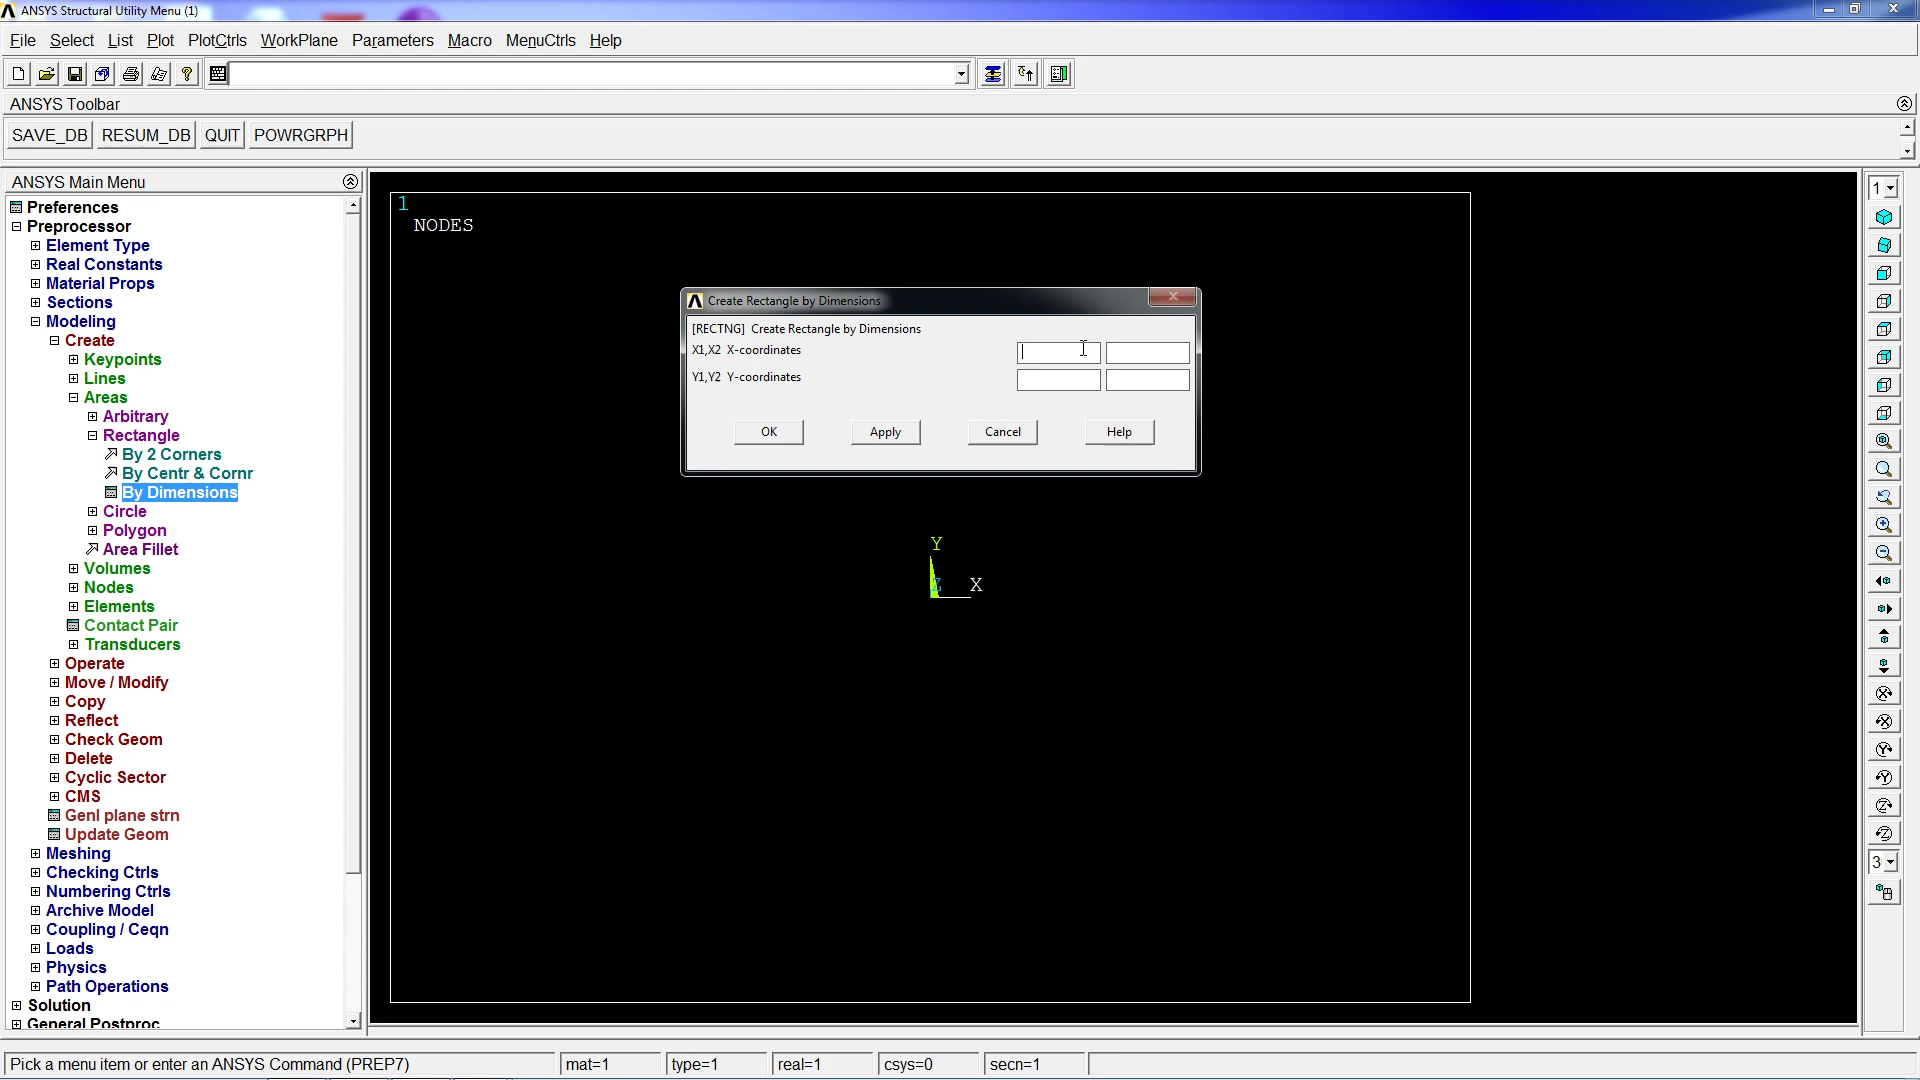 ANSYS Structural Utility Menu (1)
File Select List Plot PlotCtrls WorkPlane Parameters Macro MenuCtrls Help
ANSYS Toolbar
SAVE_DB RESUM_DB QUIT POWRGRPH
ANSYS Main Menu
Preferences
Preprocessor
Element Type
Real Constants
Material Props
Sections
Modeling
Create
Keypoints
Lines
Areas
Arbitrary
Rectangle
By 2 Corners
By Centr & Cornr
By Dimensions
Circle
Polygon
Area Fillet
Volumes
Nodes
Elements
Contact Pair
Transducers
Operate
Move / Modify
Copy
Reflect
Check Geom
Delete
Cyclic Sector
CMS
Genl plane strn
Update Geom
Meshing
Checking Ctrls
Numbering Ctrls
Archive Model
Coupling / Ceqn
Loads
Physics
Path Operations
Solution
General Postproc
1
NODES
Create Rectangle by Dimensions
[RECTNG] Create Rectangle by Dimensions
X1,X2 X-coordinates
Y1,Y2 Y-coordinates
OK Apply Cancel Help
Y
Z X
1
3
Pick a menu item or enter an ANSYS Command (PREP7) mat=1 type=1 real=1 csys=0 secn=1